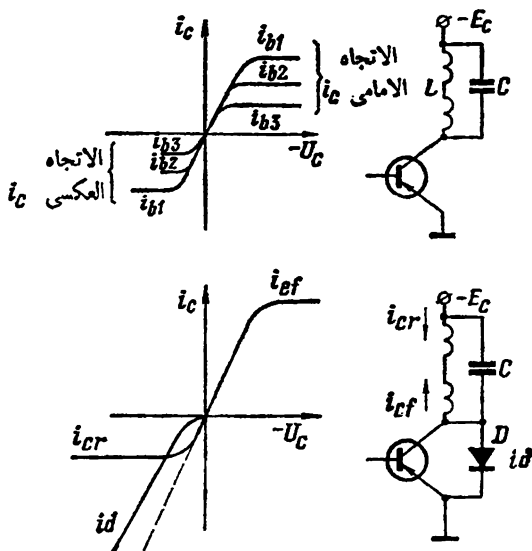 i_c
i_b1
i_b2
i_b3
الاتجاه
الامامى i_c
-U_c
i_b3
i_b2
i_b1
الاتجاه
العكسى i_c
-E_c
L
C
i_c
i_ef
-U_c
i_cr
id
-E_c
i_cr
i_cf
C
D
id